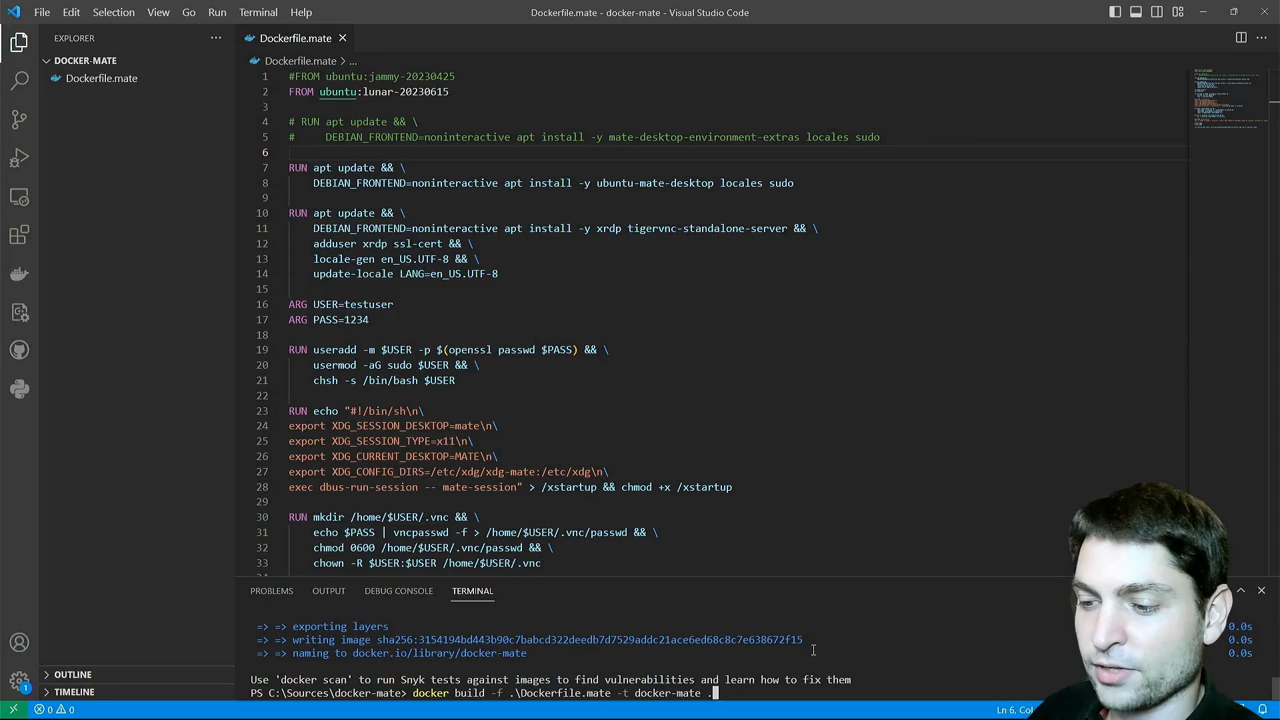 File Edit Selection View Go Run Terminal Help
Dockerfile.mate - docker-mate - Visual Studio Code
EXPLORER
DOCKER-MATE
Dockerfile.mate
OUTLINE
TIMELINE
Dockerfile.mate
Dockerfile.mate > ...
1 #FROM ubuntu:jammy-20230425
2 FROM ubuntu:lunar-20230615
3
4 # RUN apt update && \
5 #     DEBIAN_FRONTEND=noninteractive apt install -y mate-desktop-environment-extras locales sudo
6
7 RUN apt update && \
8     DEBIAN_FRONTEND=noninteractive apt install -y ubuntu-mate-desktop locales sudo
9
10 RUN apt update && \
11     DEBIAN_FRONTEND=noninteractive apt install -y xrdp tigervnc-standalone-server && \
12     adduser xrdp ssl-cert && \
13     locale-gen en_US.UTF-8 && \
14     update-locale LANG=en_US.UTF-8
15
16 ARG USER=testuser
17 ARG PASS=1234
18
19 RUN useradd -m $USER -p $(openssl passwd $PASS) && \
20     usermod -aG sudo $USER && \
21     chsh -s /bin/bash $USER
22
23 RUN echo "#!/bin/sh\n\
24 export XDG_SESSION_DESKTOP=mate\n\
25 export XDG_SESSION_TYPE=x11\n\
26 export XDG_CURRENT_DESKTOP=MATE\n\
27 export XDG_CONFIG_DIRS=/etc/xdg/xdg-mate:/etc/xdg\n\
28 exec dbus-run-session -- mate-session" > /xstartup && chmod +x /xstartup
29
30 RUN mkdir /home/$USER/.vnc && \
31     echo $PASS | vncpasswd -f > /home/$USER/.vnc/passwd && \
32     chmod 0600 /home/$USER/.vnc/passwd && \
33     chown -R $USER:$USER /home/$USER/.vnc
PROBLEMS OUTPUT DEBUG CONSOLE TERMINAL
=> => exporting layers 0.0s
=> => writing image sha256:3154194bd443b90c7babcd322deedb7d7529addc21ace6ed68c8c7e638672f15 0.0s
=> => naming to docker.io/library/docker-mate 0.0s
Use 'docker scan' to run Snyk tests against images to find vulnerabilities and learn how to fix them
PS C:\Sources\docker-mate> docker build -f .\Dockerfile.mate -t docker-mate .
1
0 0 Ln 6, Col